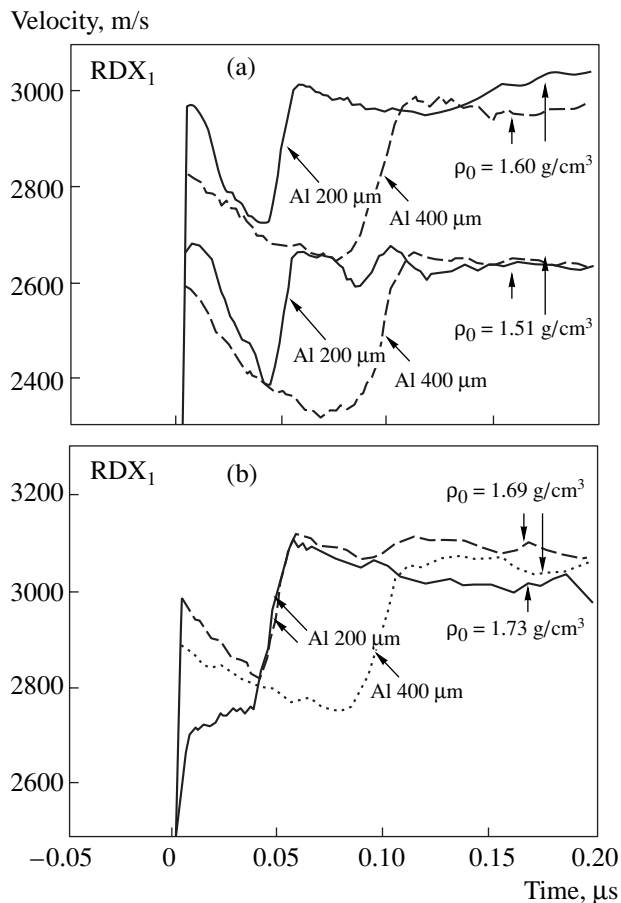 Velocity, m/s
RDX₁ (a)
3000
ρ₀ = 1.60 g/cm³
Al 200 μm
2800
Al 400 μm
2600
ρ₀ = 1.51 g/cm³
Al 200 μm
Al 400 μm
2400
RDX₁ (b)
3200
ρ₀ = 1.69 g/cm³
3000
Al 200 μm
ρ₀ = 1.73 g/cm³
Al 400 μm
2800
2600
−0.05 0 0.05 0.10 0.15 0.20
Time, μs